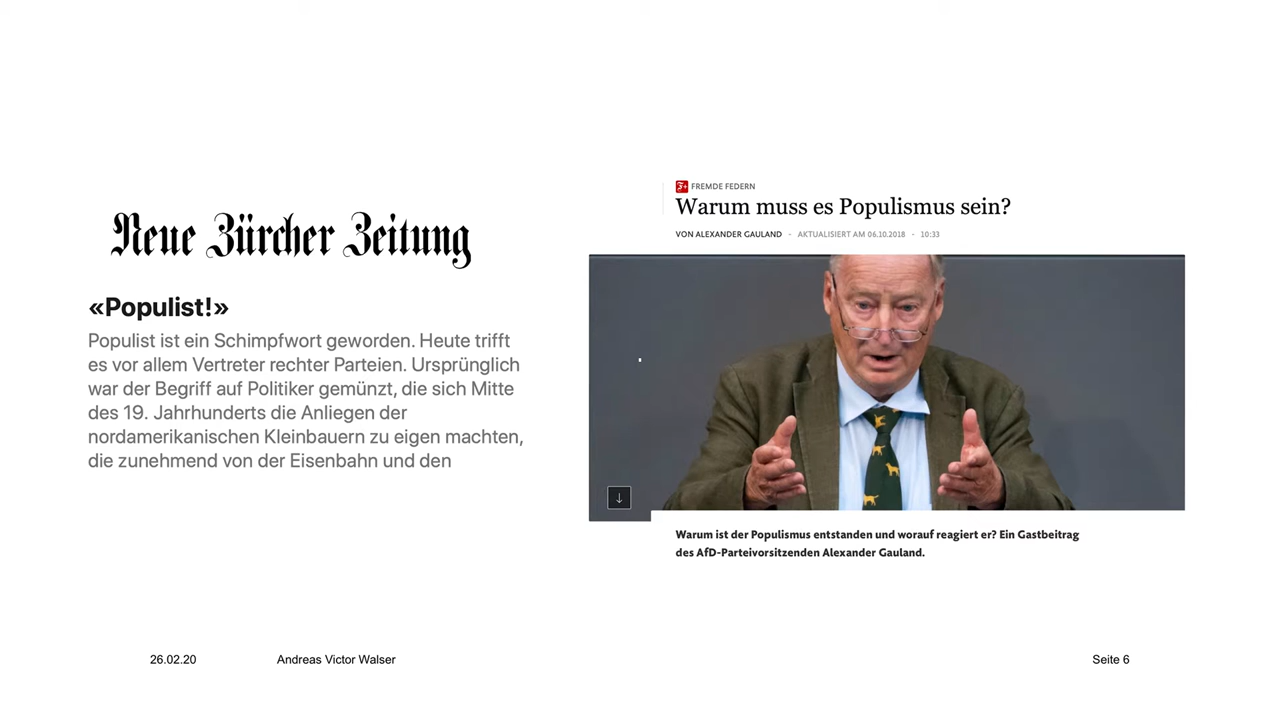 Neue Zürcher Zeitung
«Populist!»
Populist ist ein Schimpfwort geworden. Heute trifft
es vor allem Vertreter rechter Parteien. Ursprünglich
war der Begriff auf Politiker gemünzt, die sich Mitte
des 19. Jahrhunderts die Anliegen der
nordamerikanischen Kleinbauern zu eigen machten,
die zunehmend von der Eisenbahn und den
F+ FREMDE FEDERN
Warum muss es Populismus sein?
VON ALEXANDER GAULAND - AKTUALISIERT AM 06.10.2018 - 10:33
Warum ist der Populismus entstanden und worauf reagiert er? Ein Gastbeitrag
des AfD-Parteivorsitzenden Alexander Gauland.
26.02.20 Andreas Victor Walser Seite 6